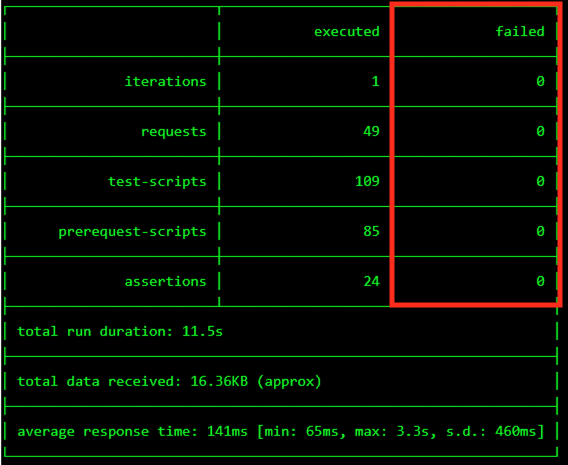 executed failed
iterations 1 0
requests 49 0
test-scripts 109 0
prerequest-scripts 85 0
assertions 24 0
total run duration: 11.5s
total data received: 16.36KB (approx)
average response time: 141ms [min: 65ms, max: 3.3s, s.d.: 460ms]